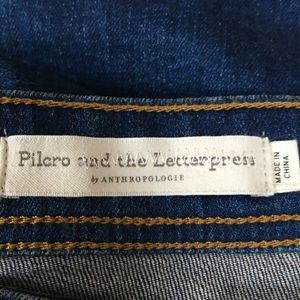 Pilcro and the Letterpress
by ANTHROPOLOGIE
MADE IN
CHINA